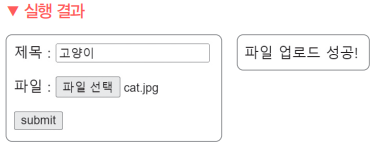 ▼ 실행 결과
제목 : 고양이
파일 : 파일 선택 cat.jpg
submit
파일 업로드 성공!